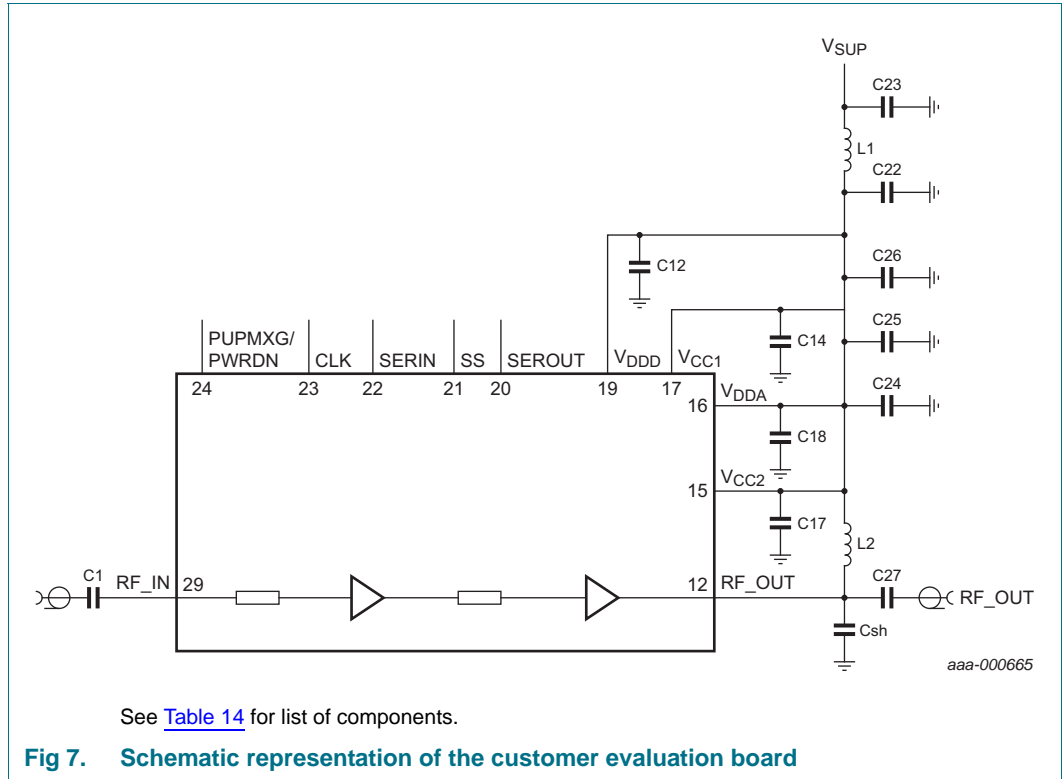 VSUP
C23
L1
C22
C12
C26
C14
C25
PUPMXG/
PWRDN
CLK
SERIN
SS
SEROUT
VDDD
VCC1
24
23
22
21
20
19
17
16
VDDA
C24
C18
15
VCC2
C17
L2
C1
RF_IN
29
12
RF_OUT
C27
RF_OUT
Csh
aaa-000665
See Table 14 for list of components.
Fig 7. Schematic representation of the customer evaluation board